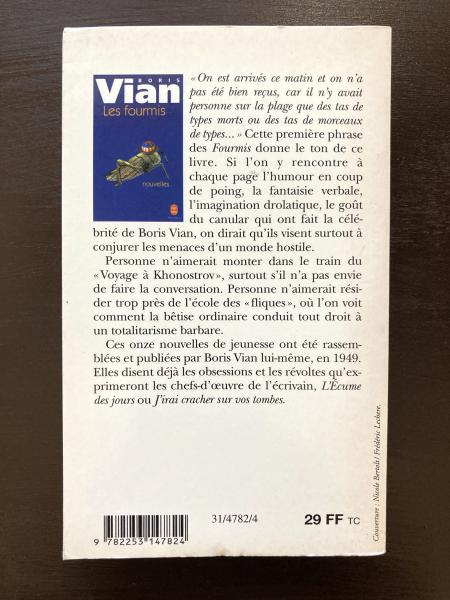 BORIS
Vian
Les fourmis
nouvelles
« On est arrivés ce matin et on n'a
pas été bien reçus, car il n'y avait
personne sur la plage que des tas de
types morts ou des tas de morceaux
de types... » Cette première phrase
des Fourmis donne le ton de ce
livre. Si l'on y rencontre à
chaque page l'humour en coup
de poing, la fantaisie verbale,
l'imagination drolatique, le goût
du canular qui ont fait la célé-
brité de Boris Vian, on dirait qu'ils visent surtout à
conjurer les menaces d'un monde hostile.
Personne n'aimerait monter dans le train du
« Voyage à Khonostrov », surtout s'il n'a pas envie
de faire la conversation. Personne n'aimerait rési-
der trop près de l'école des « fliques », où l'on voit
comment la bêtise ordinaire conduit tout droit à
un totalitarisme barbare.
Ces onze nouvelles de jeunesse ont été rassem-
blées et publiées par Boris Vian lui-même, en 1949.
Elles disent déjà les obsessions et les révoltes qu'ex-
primeront les chefs-d'œuvre de l'écrivain, L'Écume
des jours ou J'irai cracher sur vos tombes.
Couverture : Nicole Berndt / Frédéric Lechere.
9 782253 147824
31/4782/4
29 FF TC